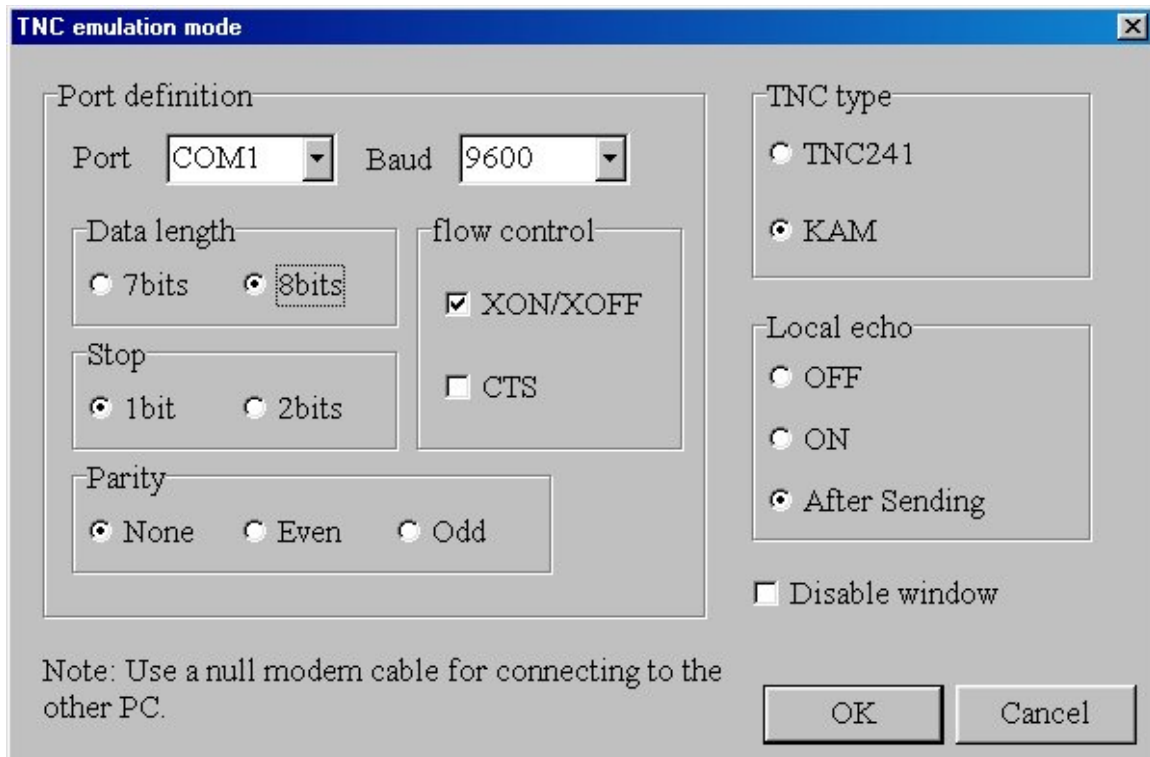 TNC emulation mode
Port definition
Port COM1 Baud 9600
Data length
7bits 8bits
flow control
XON/XOFF
CTS
Stop
1bit 2bits
Parity
None Even Odd
TNC type
TNC241
KAM
Local echo
OFF
ON
After Sending
Disable window
Note: Use a null modem cable for connecting to the
other PC.
OK Cancel